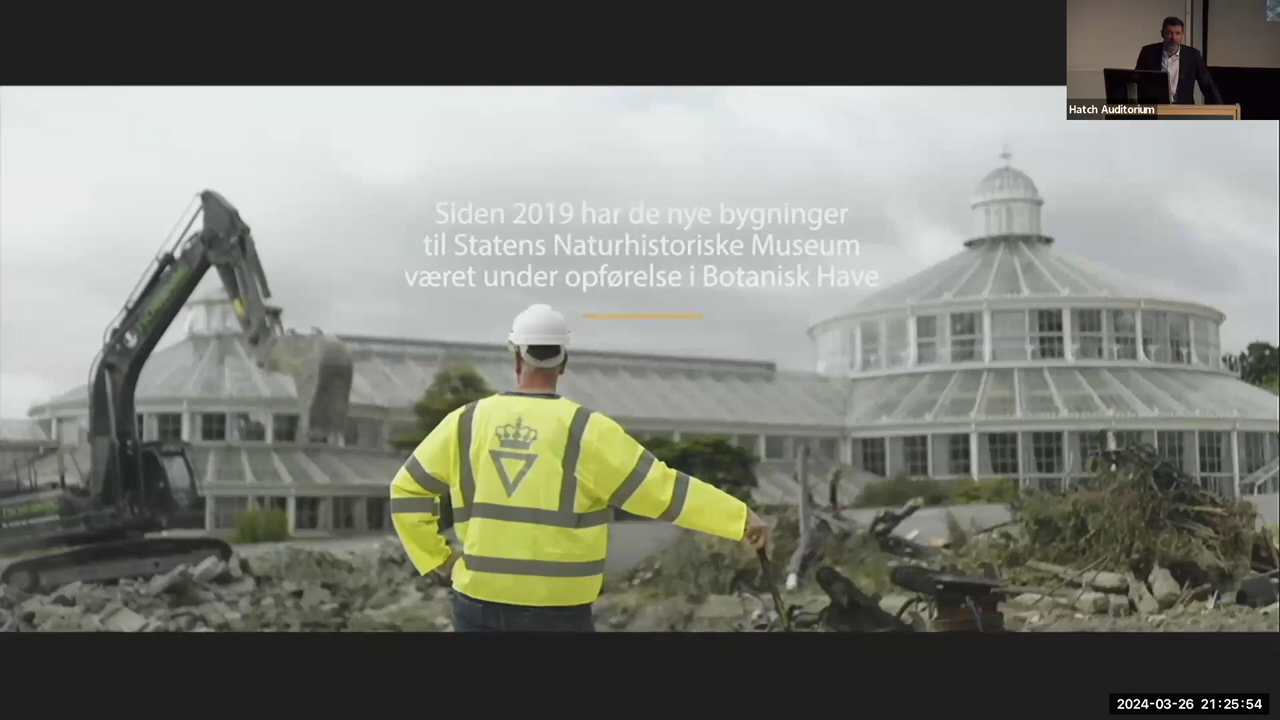 Hatch Auditorium
Siden 2019 har de nye bygninger
til Statens Naturhistoriske Museum
været under opførelse i Botanisk Have
2024-03-26 21:25:54